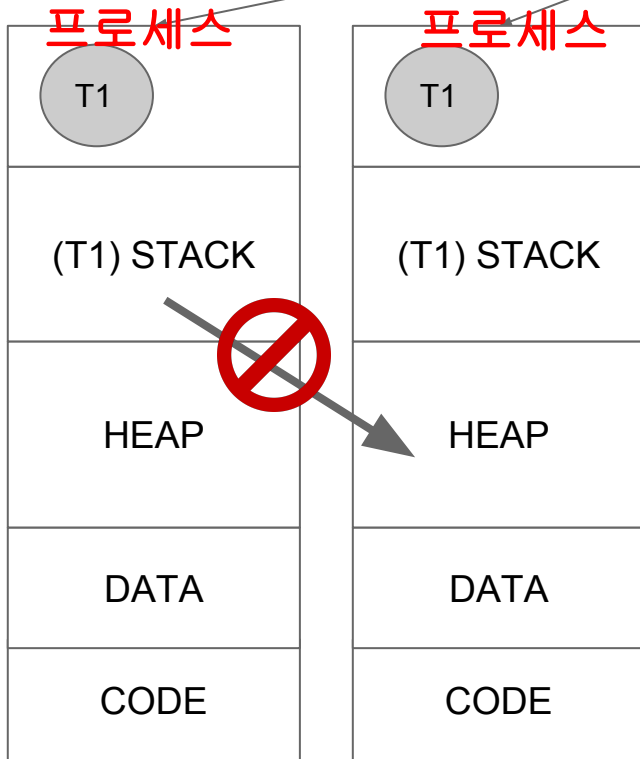 프로세스
T1
(T1) STACK
HEAP
DATA
CODE
프로세스
T1
(T1) STACK
HEAP
DATA
CODE